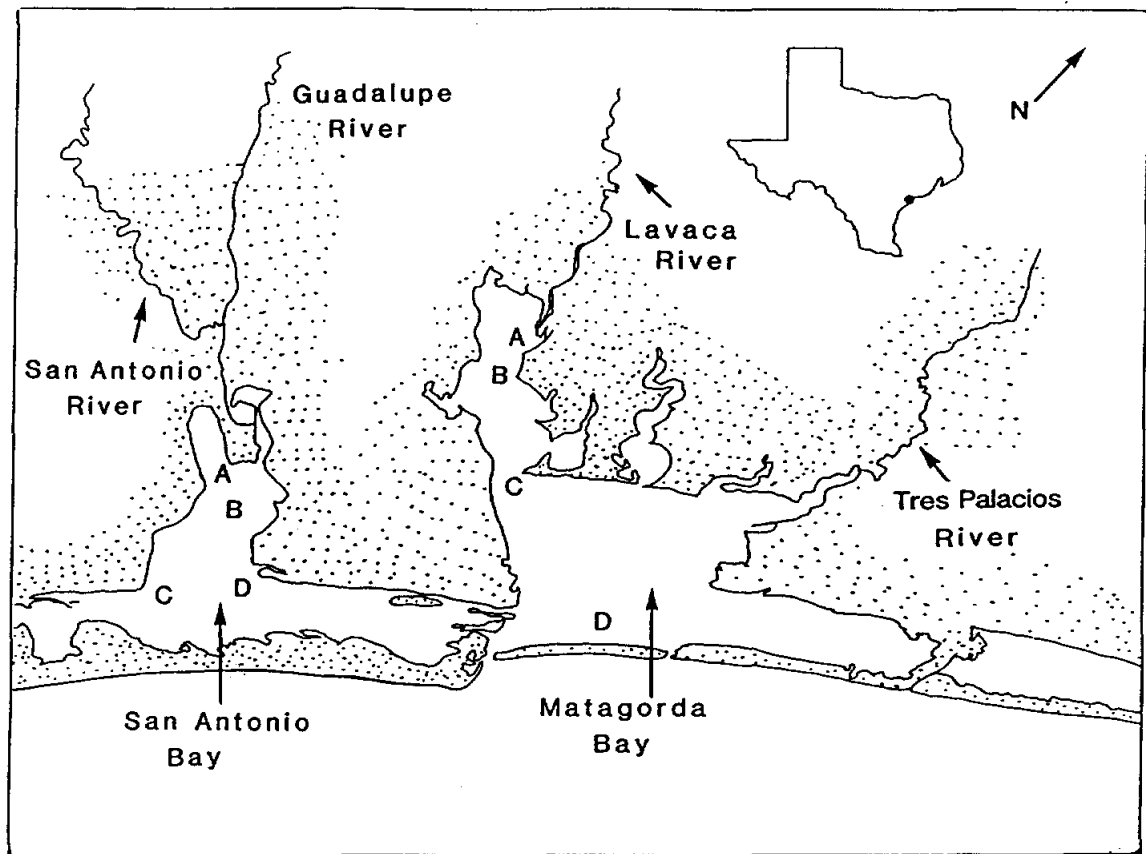 Guadalupe
River
N
Lavaca
River
San Antonio
River
A
B
A
B
C
Tres Palacios
River
C
D
D
San Antonio
Bay
Matagorda
Bay